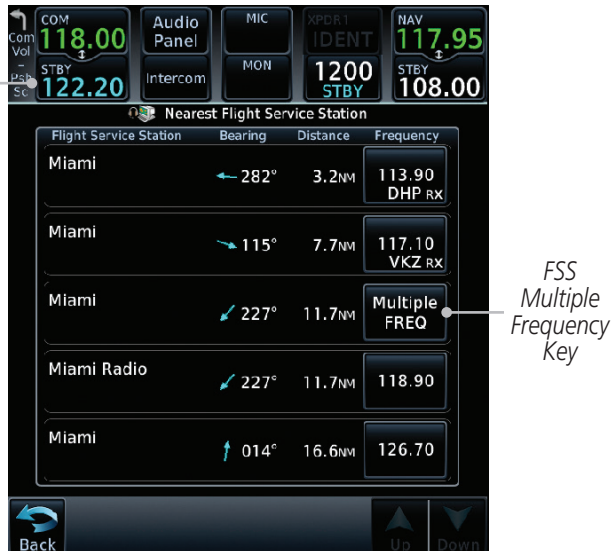 COM
118.00
STBY
122.20
Com
Vol
–
Psh
Sc
Audio
Panel
Intercom
MIC
MON
XPDR1
IDENT
1200
STBY
NAV
117.95
STBY
108.00
Nearest Flight Service Station
Flight Service Station Bearing Distance Frequency
Miami 282° 3.2NM 113.90
DHP RX
Miami 115° 7.7NM 117.10
VKZ RX
Miami 227° 11.7NM Multiple
FREQ
Miami Radio 227° 11.7NM 118.90
Miami 014° 16.6NM 126.70
Back
Up
Down
FSS
Multiple
Frequency
Key